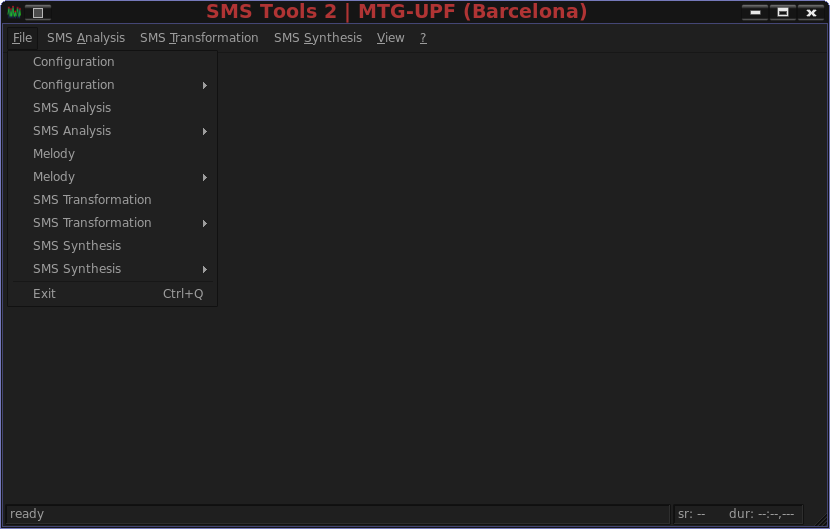 SMS Tools 2 | MTG-UPF (Barcelona)
File SMS Analysis SMS Transformation SMS Synthesis View ?
Configuration
Configuration
SMS Analysis
SMS Analysis
Melody
Melody
SMS Transformation
SMS Transformation
SMS Synthesis
SMS Synthesis
Exit Ctrl+Q
ready sr: -- dur: --:--,---